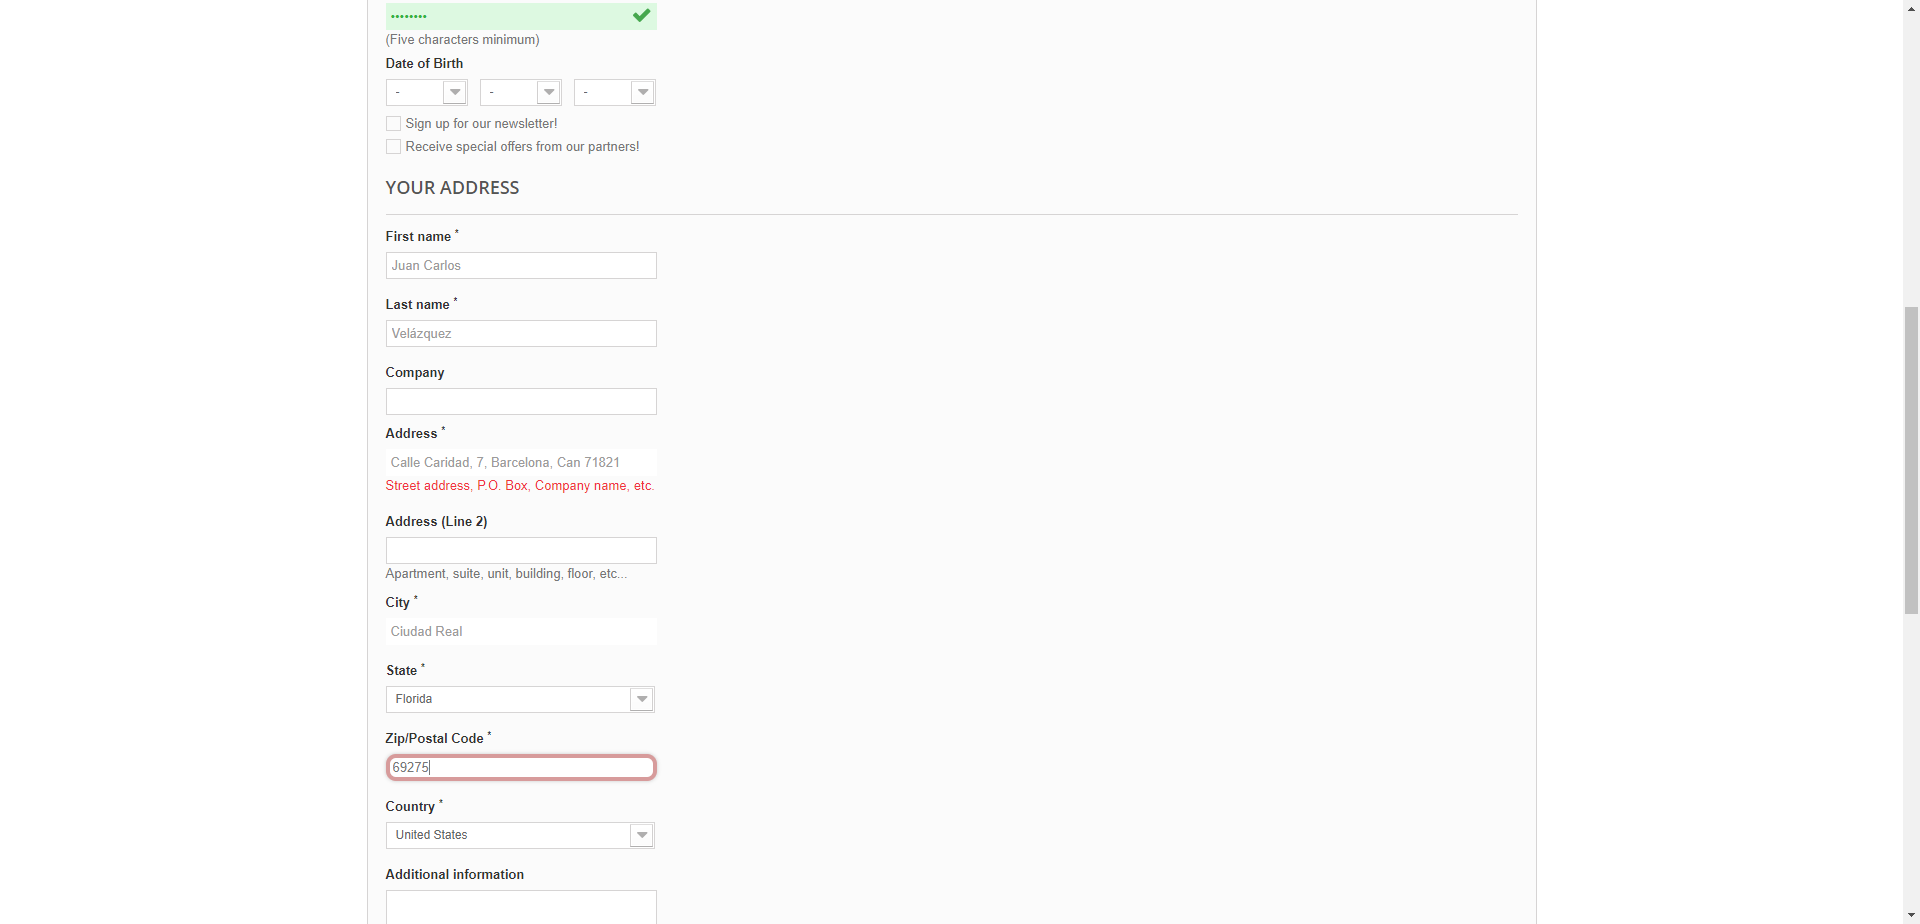 ••••••••
(Five characters minimum)
Date of Birth
- - -
Sign up for our newsletter!
Receive special offers from our partners!
YOUR ADDRESS
First name *
Juan Carlos
Last name *
Velázquez
Company
Address *
Calle Caridad, 7, Barcelona, Can 71821
Street address, P.O. Box, Company name, etc.
Address (Line 2)
Apartment, suite, unit, building, floor, etc...
City *
Ciudad Real
State *
Florida
Zip/Postal Code *
69275
Country *
United States
Additional information